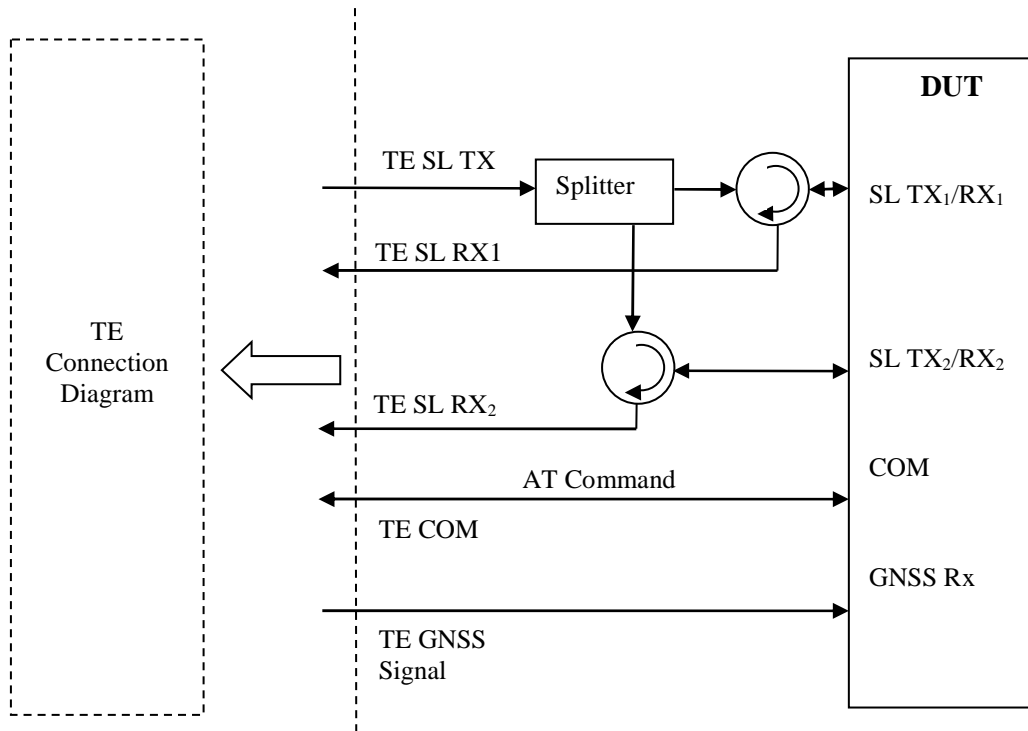 DUT
TE SL TX
Splitter
SL TX₁/RX₁
TE SL RX1
TE
Connection
Diagram
SL TX₂/RX₂
TE SL RX₂
COM
AT Command
TE COM
GNSS Rx
TE GNSS
Signal